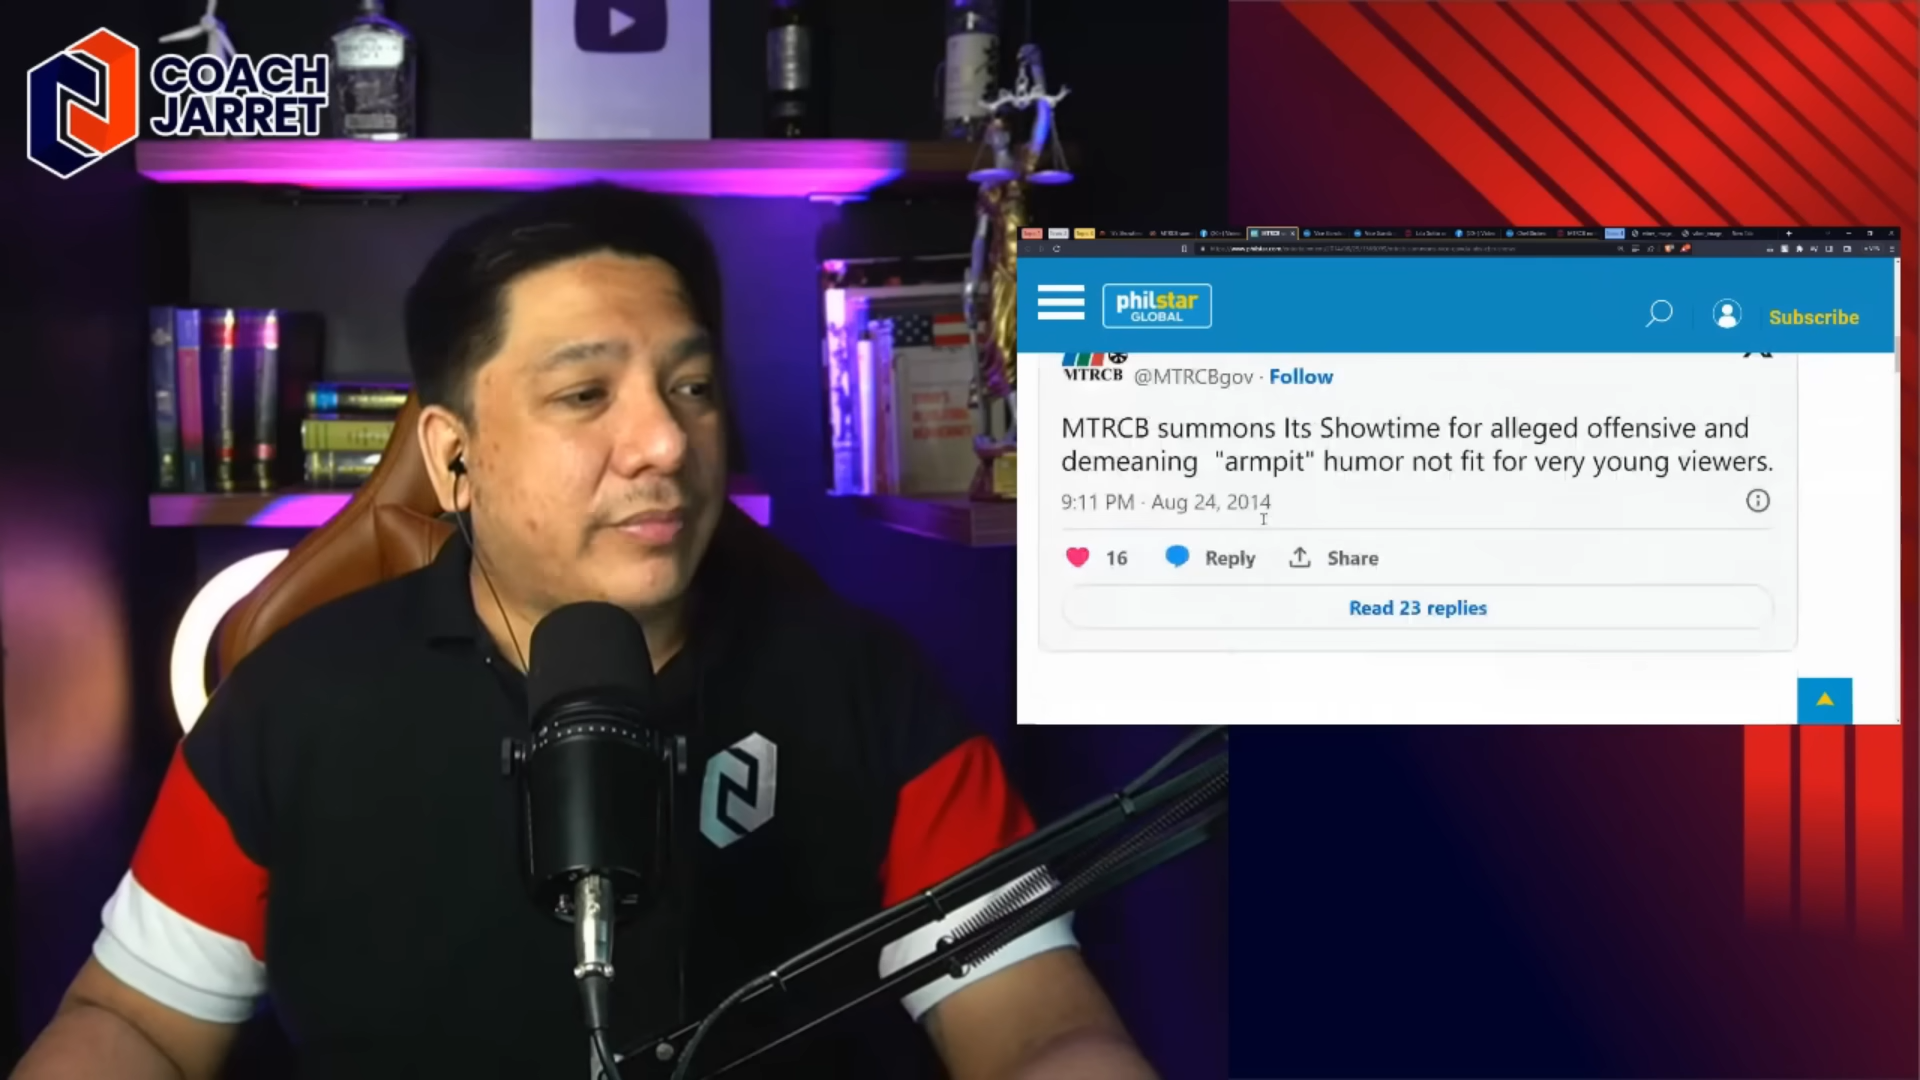 COACH
JARRET
philstar
GLOBAL
Subscribe
MTRCB
@MTRCBgov · Follow
MTRCB summons Its Showtime for alleged offensive and
demeaning "armpit" humor not fit for very young viewers.
9:11 PM · Aug 24, 2014
16
Reply
Share
Read 23 replies